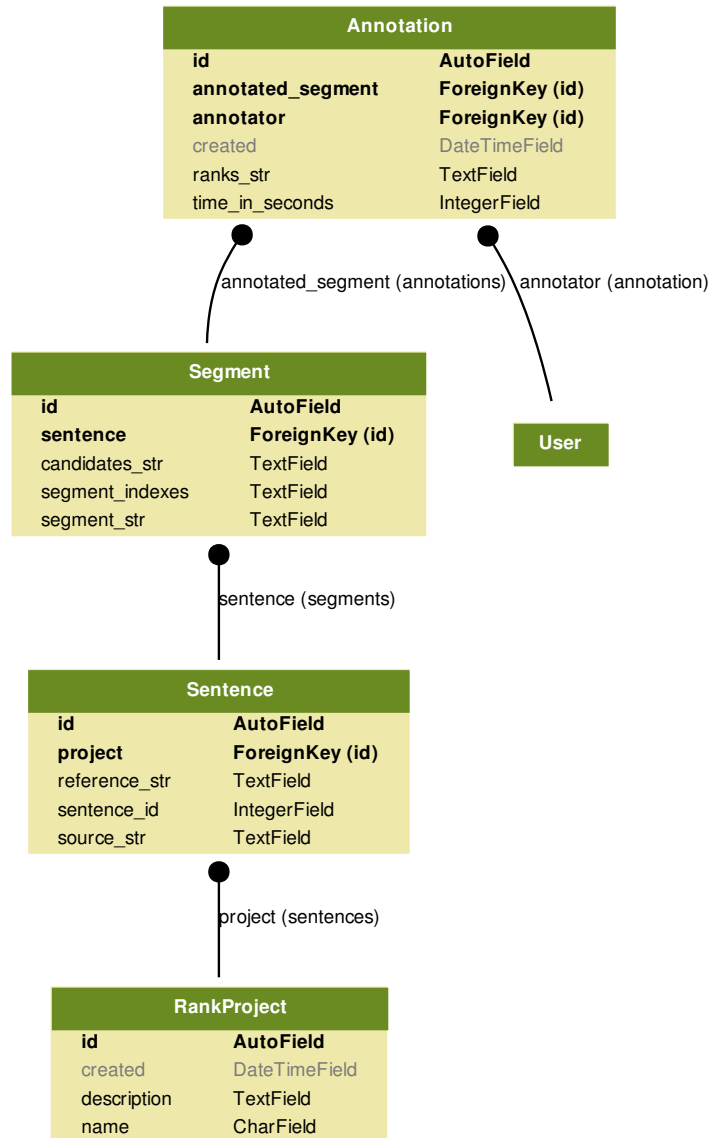 Annotation
id AutoField
annotated_segment ForeignKey (id)
annotator ForeignKey (id)
created DateTimeField
ranks_str TextField
time_in_seconds IntegerField
annotated_segment (annotations) annotator (annotation)
Segment
id AutoField
sentence ForeignKey (id)
candidates_str TextField
segment_indexes TextField
segment_str TextField
User
sentence (segments)
Sentence
id AutoField
project ForeignKey (id)
reference_str TextField
sentence_id IntegerField
source_str TextField
project (sentences)
RankProject
id AutoField
created DateTimeField
description TextField
name CharField